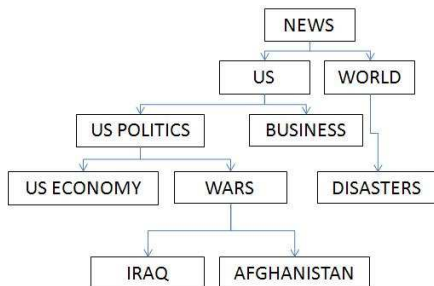 NEWS
US WORLD
US POLITICS BUSINESS
US ECONOMY WARS DISASTERS
IRAQ AFGHANISTAN